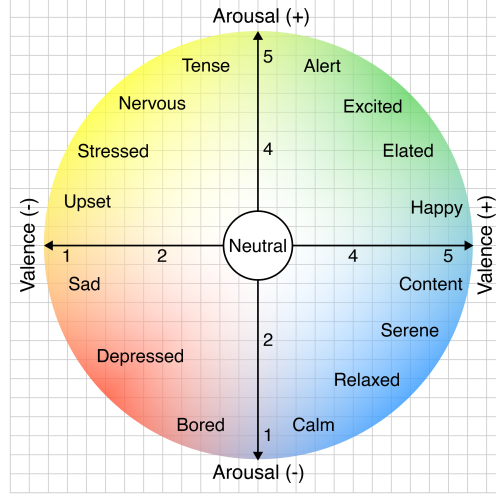 Arousal (+)
5
Tense
Alert
Nervous
Excited
4
Stressed
Elated
Upset
Happy
Valence (-)
Neutral
Valence (+)
1
2
4
5
Sad
Content
2
Serene
Depressed
Relaxed
Bored
Calm
1
Arousal (-)